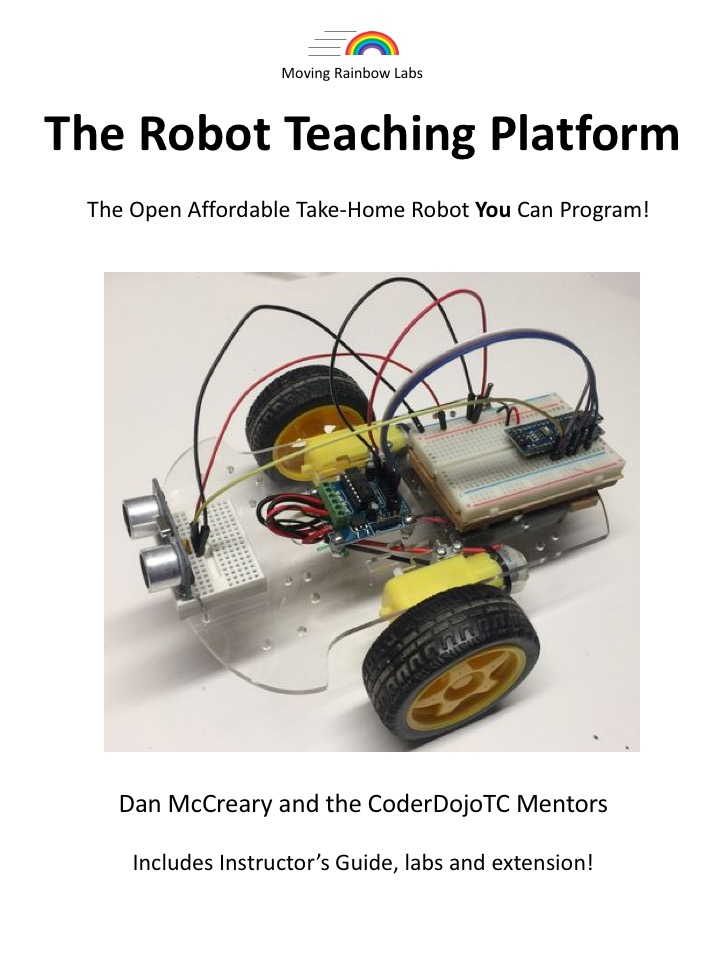 Moving Rainbow Labs
The Robot Teaching Platform
The Open Affordable Take-Home Robot You Can Program!
Dan McCreary and the CoderDojoTC Mentors
Includes Instructor’s Guide, labs and extension!